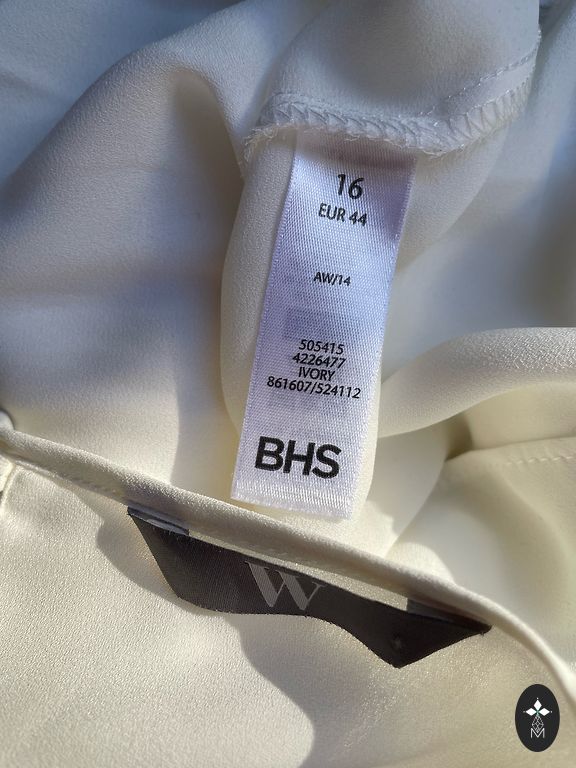 16
EUR 44
AW/14
505415
4226477
IVORY
861607/524112
BHS
W
M